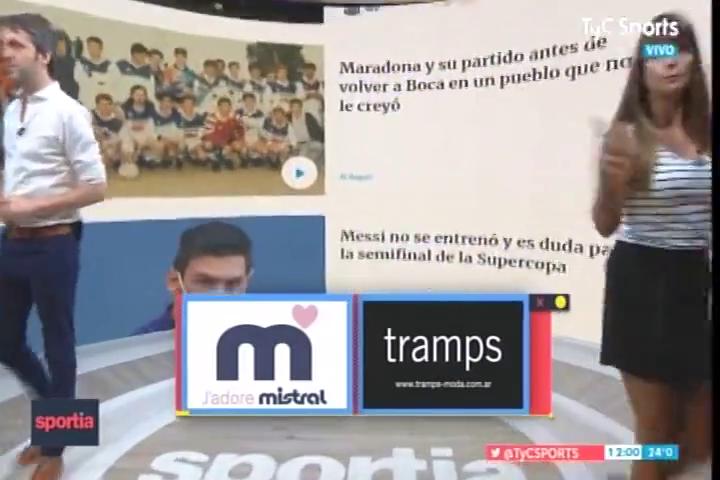 TyC Sports
VIVO
Maradona y su partido antes de
volver a Boca en un pueblo que no
le creyó
Messi no se entrenó y es duda pa
la semifinal de la Supercopa
m
J'adore mistral
tramps
www.tramps-moda.com.ar
x
sportia
sportia
@TyCSPORTS
12:00 24°0